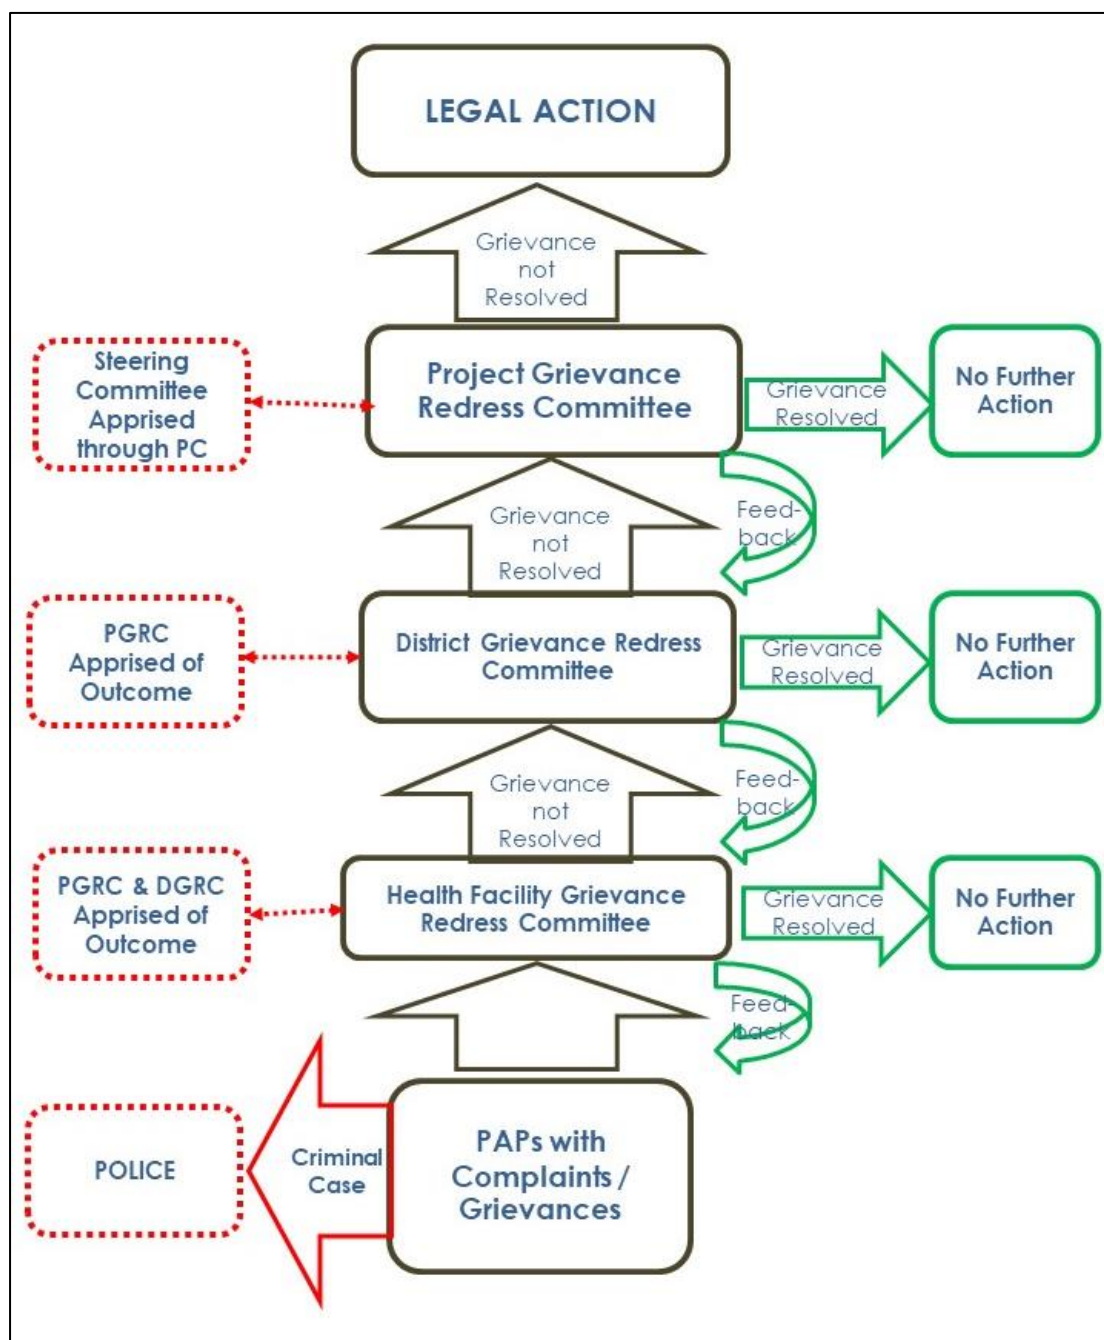 LEGAL ACTION
Grievance
not
Resolved
Steering
Committee
Apprised
through PC
Project Grievance
Redress Committee
Grievance
Resolved
No Further
Action
Grievance
not
Resolved
Feed-
back
PGRC
Apprised of
Outcome
District Grievance Redress
Committee
Grievance
Resolved
No Further
Action
Grievance
not
Resolved
Feed-
back
PGRC & DGRC
Apprised of
Outcome
Health Facility Grievance
Redress Committee
Grievance
Resolved
No Further
Action
Feed-
back
POLICE
Criminal
Case
PAPs with
Complaints /
Grievances